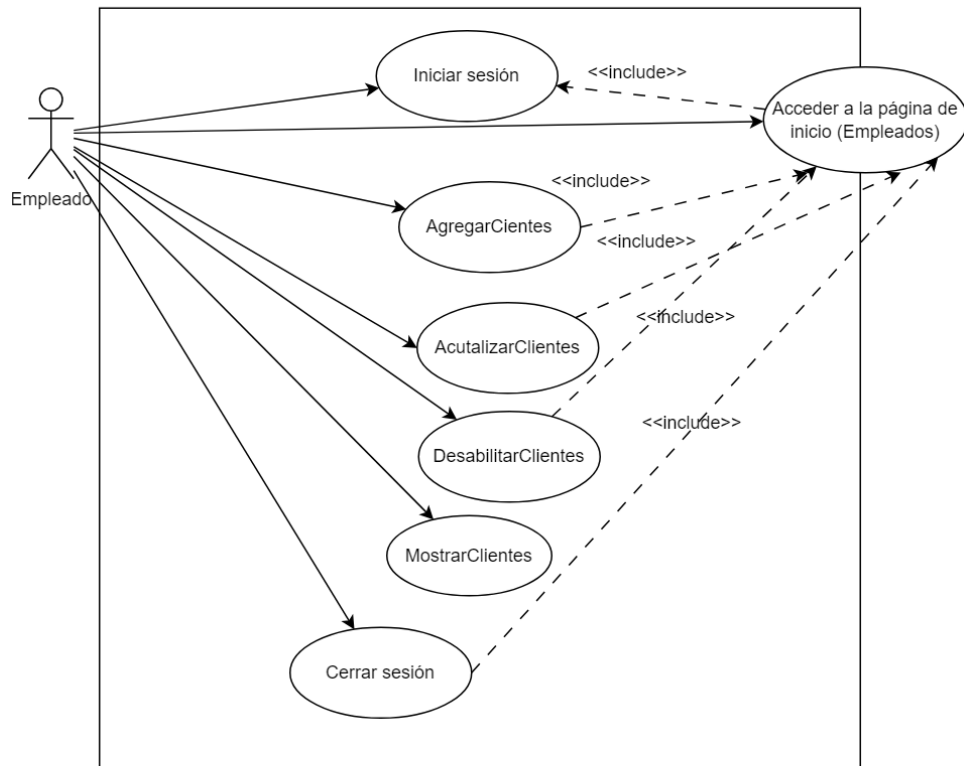 Iniciar sesión
<<include>>
Acceder a la página de
inicio (Empleados)
Empleado
<<include>>
AgregarCientes
<<include>>
<<include>>
AcutalizarClientes
<<include>>
DesabilitarClientes
MostrarClientes
Cerrar sesión